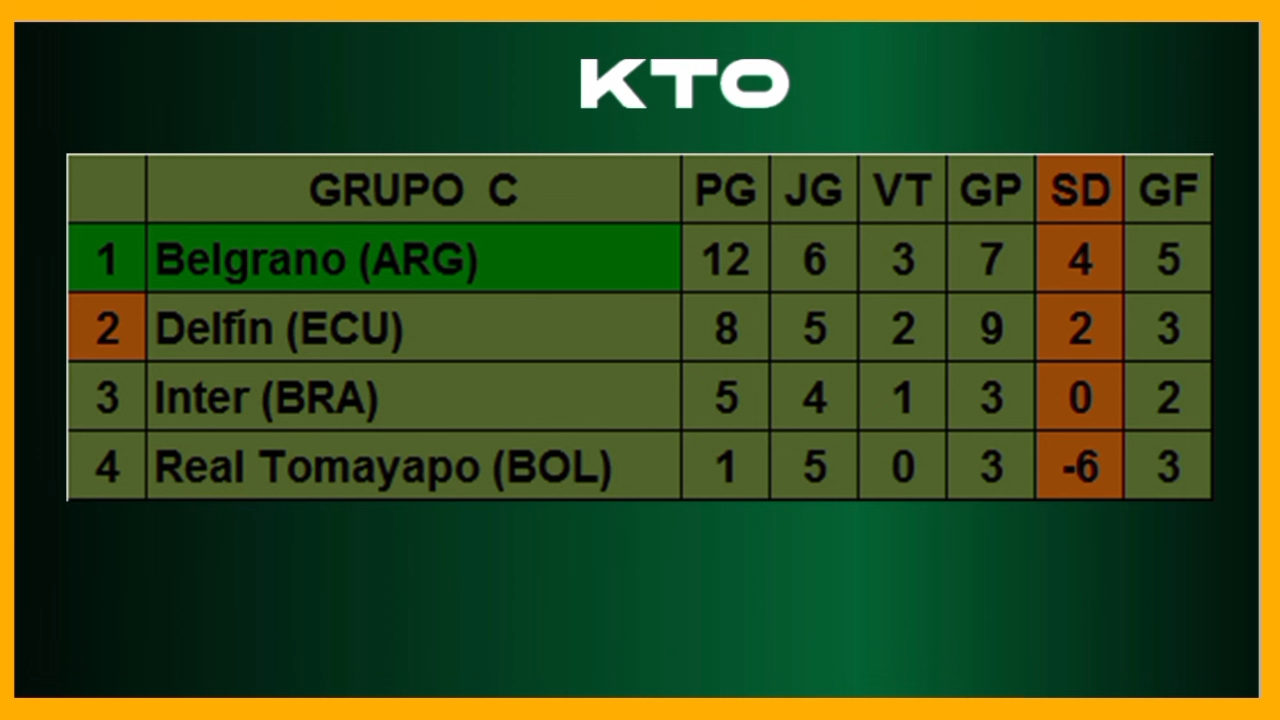 KTO
GRUPO C PG JG VT GP SD GF
1 Belgrano (ARG) 12 6 3 7 4 5
2 Delfín (ECU) 8 5 2 9 2 3
3 Inter (BRA) 5 4 1 3 0 2
4 Real Tomayapo (BOL) 1 5 0 3 -6 3